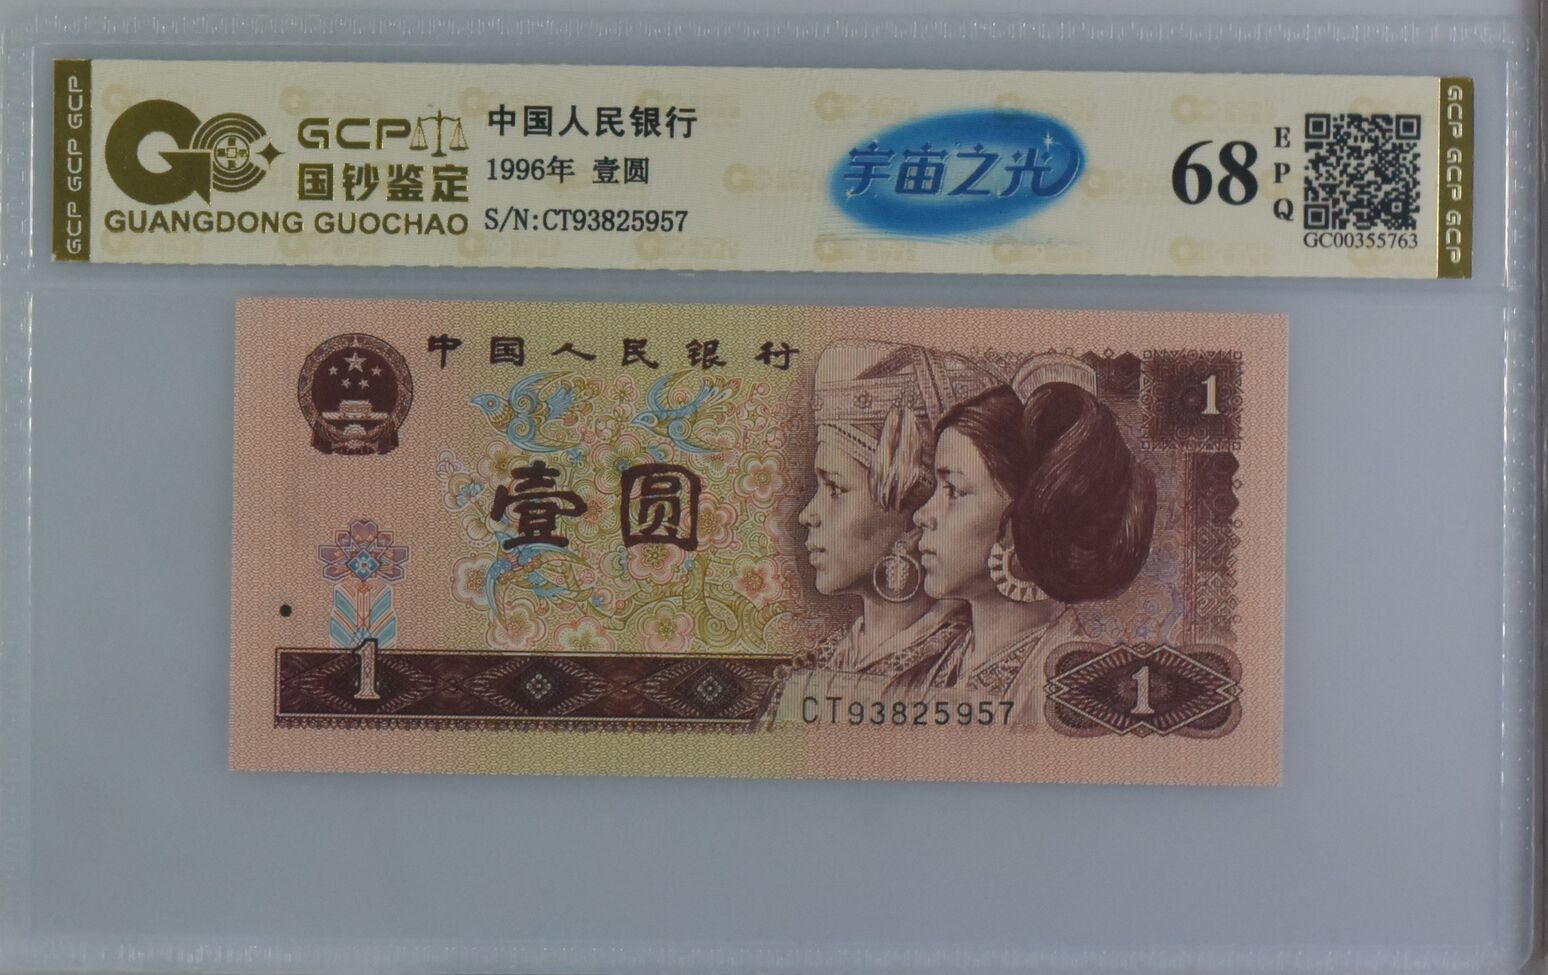 GCP GCP GCP
GCP
国钞鉴定
GUANGDONG GUOCHAO
中国人民银行
1996年 壹圆
S/N:CT93825957
宇宙之光
68
EPQ
GC00355763
GCP GCP GCP
中国人民银行
1
壹圆
1
CT93825957
1